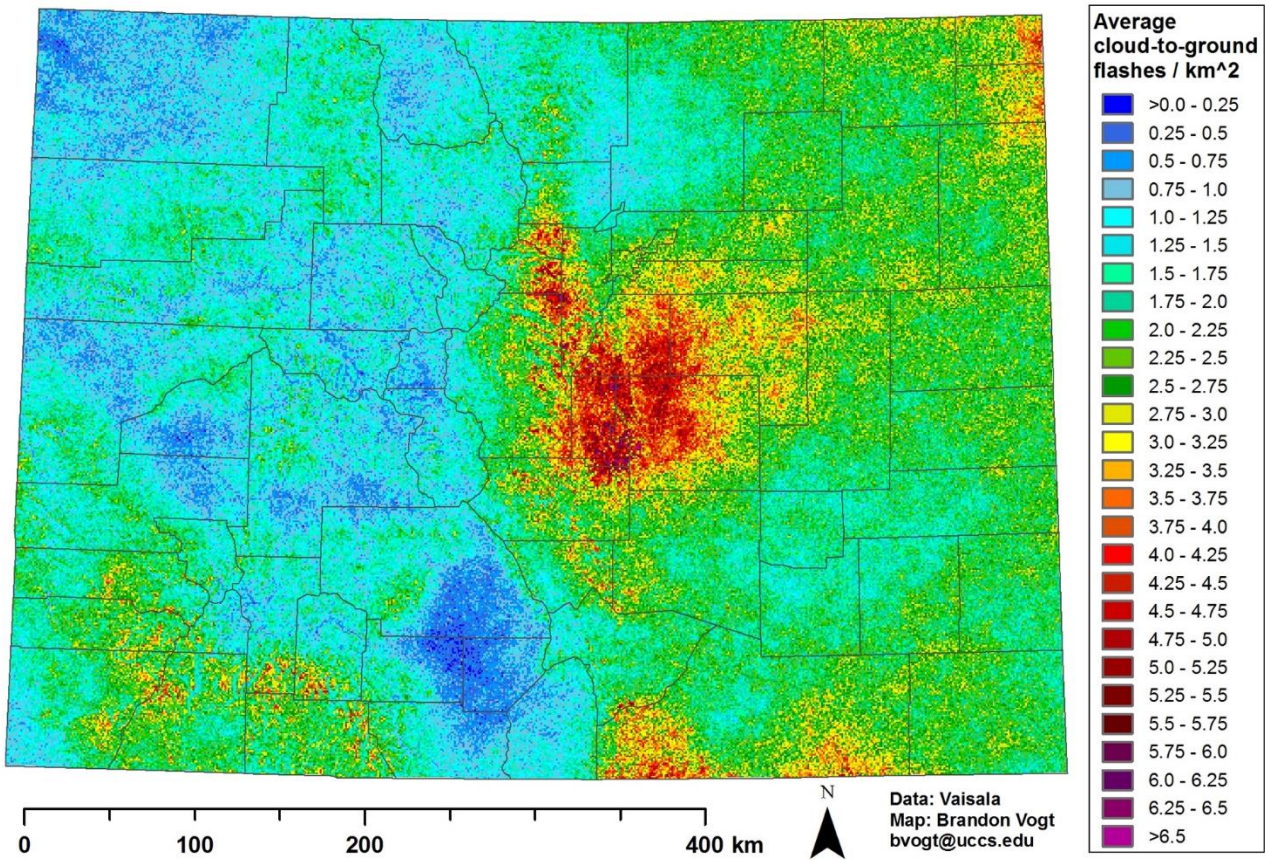 Average
cloud-to-ground
flashes / km^2
>0.0 - 0.25
0.25 - 0.5
0.5 - 0.75
0.75 - 1.0
1.0 - 1.25
1.25 - 1.5
1.5 - 1.75
1.75 - 2.0
2.0 - 2.25
2.25 - 2.5
2.5 - 2.75
2.75 - 3.0
3.0 - 3.25
3.25 - 3.5
3.5 - 3.75
3.75 - 4.0
4.0 - 4.25
4.25 - 4.5
4.5 - 4.75
4.75 - 5.0
5.0 - 5.25
5.25 - 5.5
5.5 - 5.75
5.75 - 6.0
6.0 - 6.25
6.25 - 6.5
>6.5
0 100 200 400 km
N
Data: Vaisala
Map: Brandon Vogt
bvogt@uccs.edu